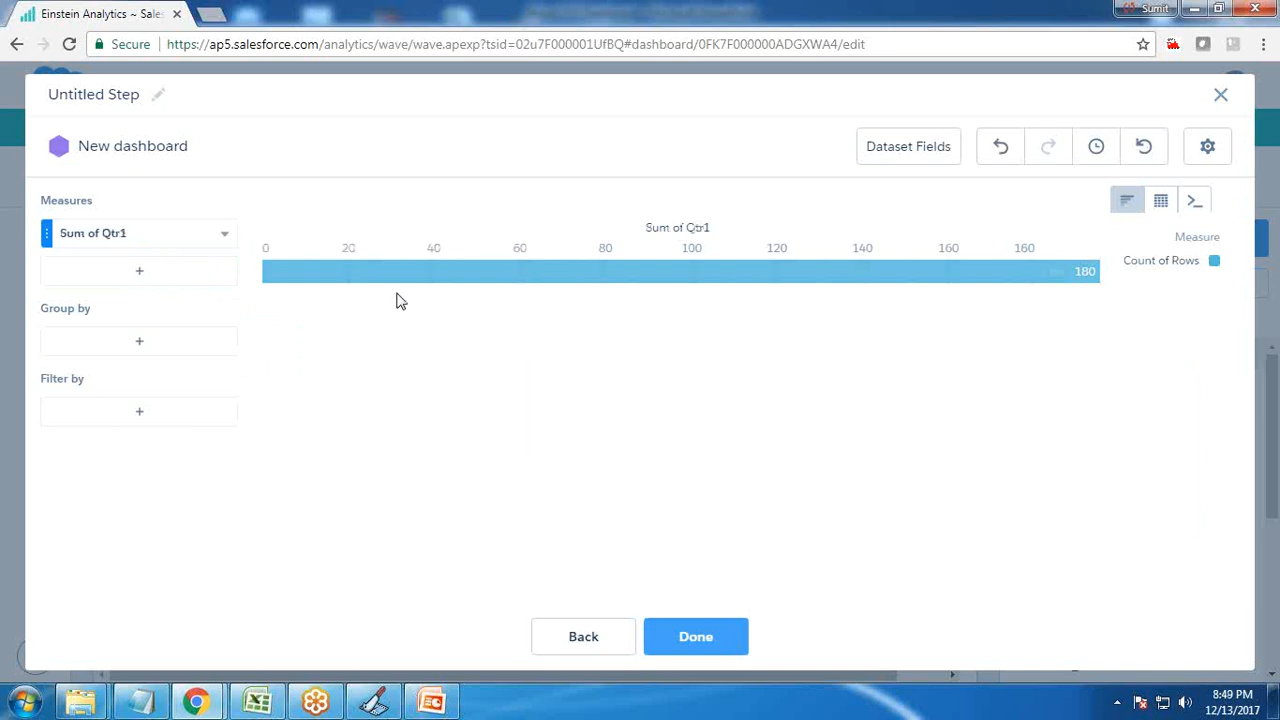 Einstein Analytics ~ Sales
Sumit
Secure
https://ap5.salesforce.com/analytics/wave/wave.apexp?tsid=02u7F000001UfBQ#dashboard/0FK7F000000ADGXWA4/edit
Untitled Step
New dashboard
Dataset Fields
Measures
Sum of Qtr1
+
Group by
+
Filter by
+
Sum of Qtr1
0 20 40 60 80 100 120 140 160 160
180
Measure
Count of Rows
Back
Done
8:49 PM
12/13/2017